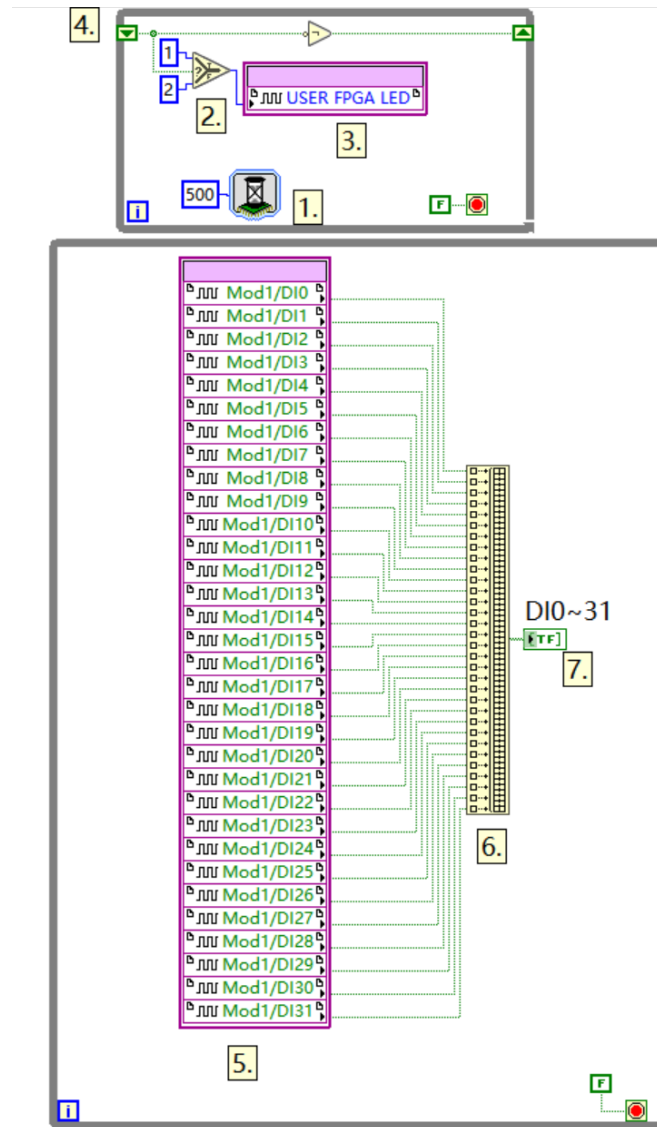 4.
1
2
2.
USER FPGA LED
3.
500
1.
i
F
Mod1/DI0
Mod1/DI1
Mod1/DI2
Mod1/DI3
Mod1/DI4
Mod1/DI5
Mod1/DI6
Mod1/DI7
Mod1/DI8
Mod1/DI9
Mod1/DI10
Mod1/DI11
Mod1/DI12
Mod1/DI13
Mod1/DI14
Mod1/DI15
Mod1/DI16
Mod1/DI17
Mod1/DI18
Mod1/DI19
Mod1/DI20
Mod1/DI21
Mod1/DI22
Mod1/DI23
Mod1/DI24
Mod1/DI25
Mod1/DI26
Mod1/DI27
Mod1/DI28
Mod1/DI29
Mod1/DI30
Mod1/DI31
DI0~31
TF]
7.
6.
5.
F
i